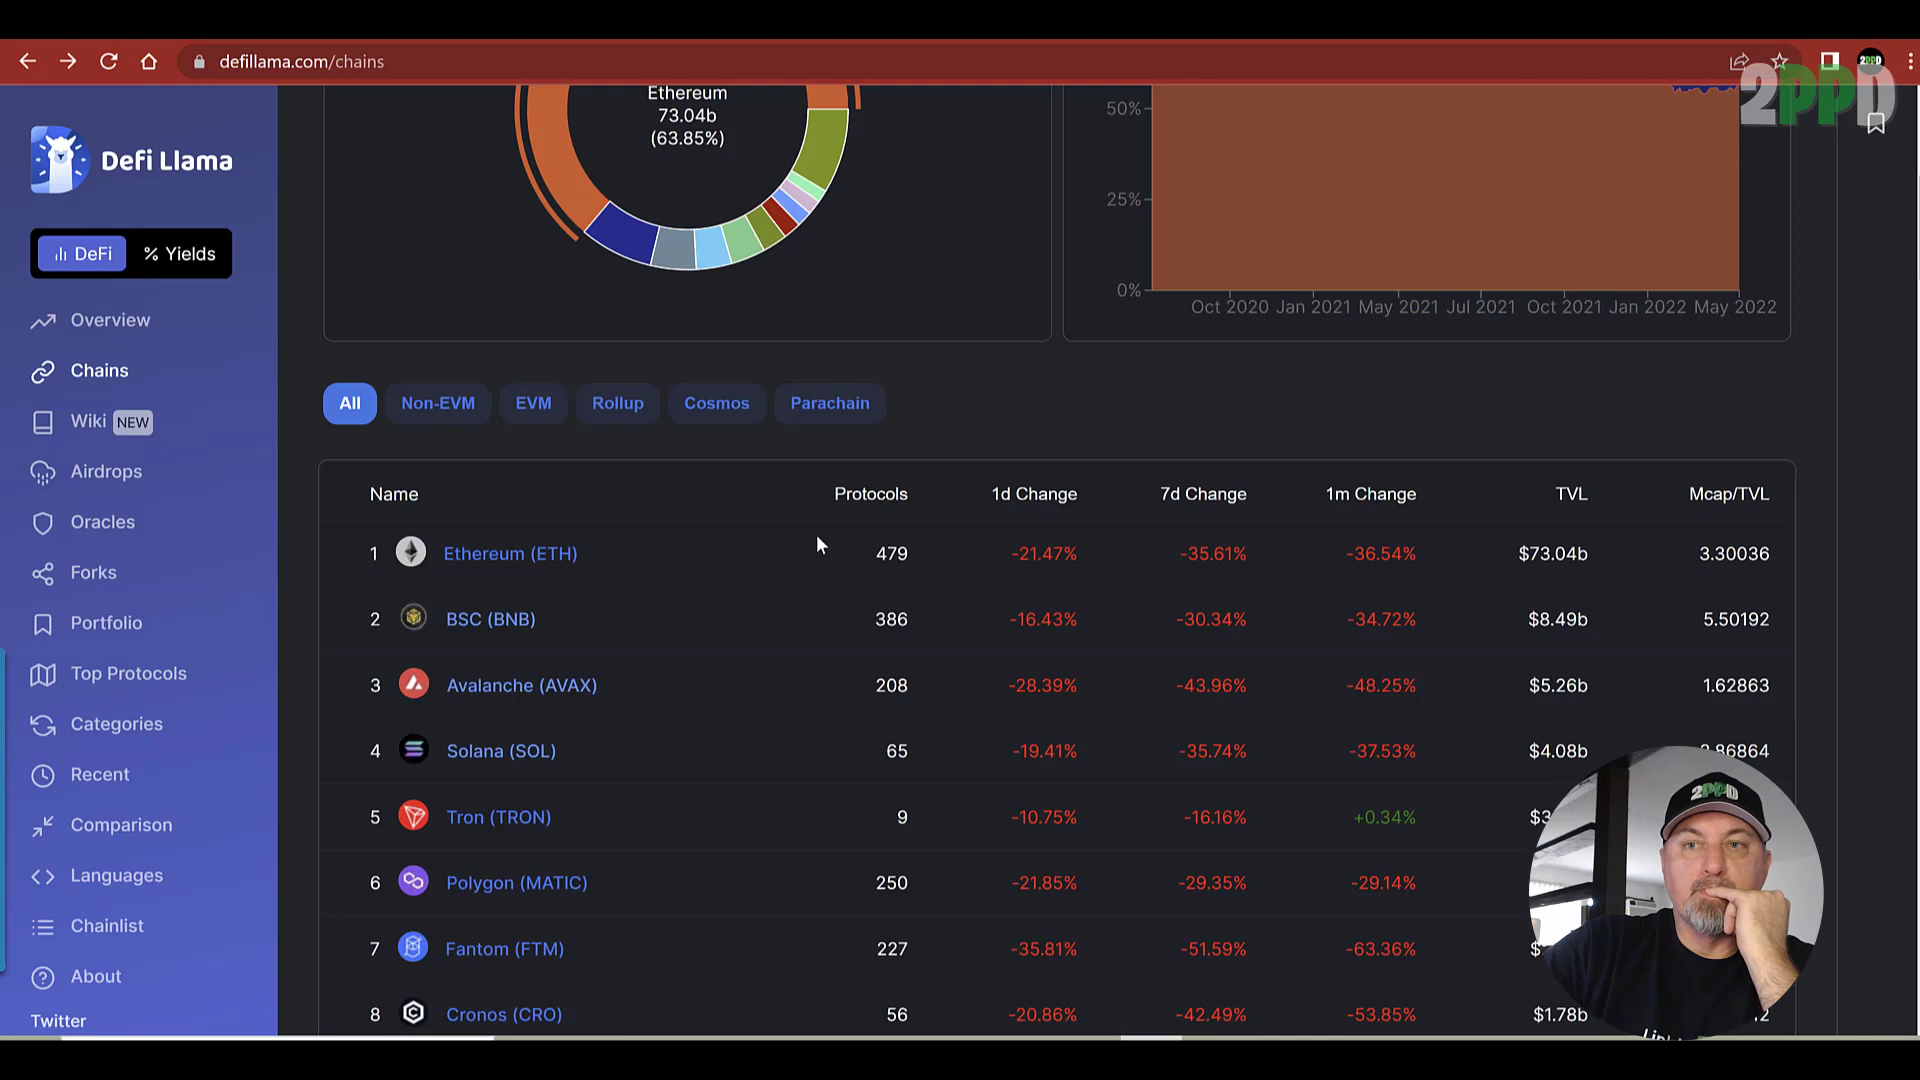 defillama.com/chains
2PPD
2PPD
Defi Llama
DeFi
% Yields
Overview
Chains
Wiki NEW
Airdrops
Oracles
Forks
Portfolio
Top Protocols
Categories
Recent
Comparison
Languages
Chainlist
About
Twitter
Ethereum
73.04b
(63.85%)
50%
25%
0%
Oct 2020 Jan 2021 May 2021 Jul 2021 Oct 2021 Jan 2022 May 2022
All Non-EVM EVM Rollup Cosmos Parachain
Name Protocols 1d Change 7d Change 1m Change TVL Mcap/TVL
1 Ethereum (ETH) 479 -21.47% -35.61% -36.54% $73.04b 3.30036
2 BSC (BNB) 386 -16.43% -30.34% -34.72% $8.49b 5.50192
3 Avalanche (AVAX) 208 -28.39% -43.96% -48.25% $5.26b 1.62863
4 Solana (SOL) 65 -19.41% -35.74% -37.53% $4.08b
5 Tron (TRON) 9 -10.75% -16.16% +0.34%
6 Polygon (MATIC) 250 -21.85% -29.35% -29.14%
7 Fantom (FTM) 227 -35.81% -51.59% -63.36%
8 Cronos (CRO) 56 -20.86% -42.49% -53.85% $1.78b
2PPD